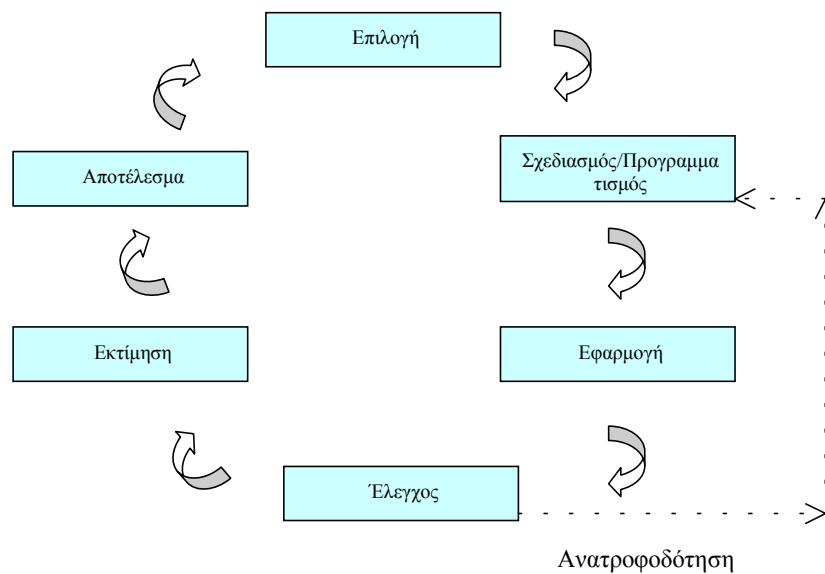 Επιλογή
Σχεδιασμός/Προγραμμα
τισμός
Αποτέλεσμα
Εκτίμηση
Εφαρμογή
Έλεγχος
Ανατροφοδότηση